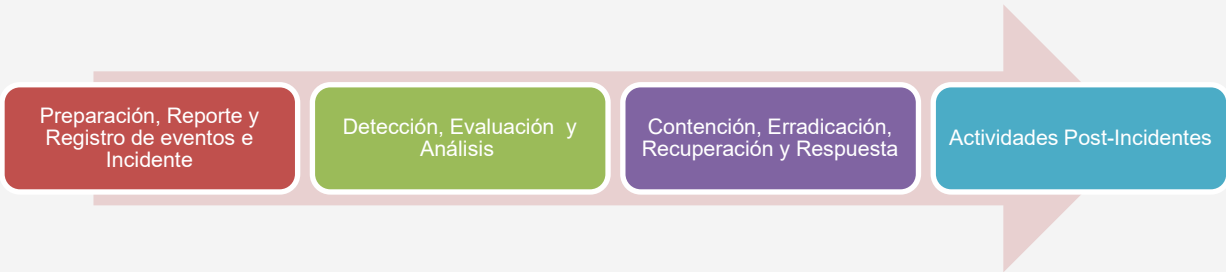 Preparación, Reporte y
Registro de eventos e
Incidente
Detección, Evaluación  y
Análisis
Contención, Erradicación,
Recuperación y Respuesta
Actividades Post-Incidentes